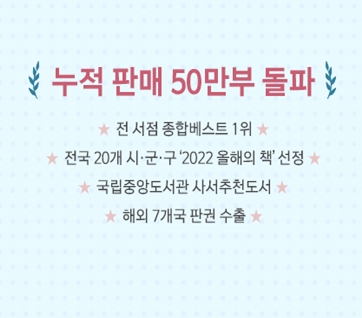 누적 판매 50만부 돌파
★ 전 서점 종합베스트 1위 ★
★ 전국 20개 시·군·구 ‘2022 올해의 책’ 선정 ★
★ 국립중앙도서관 사서추천도서 ★
★ 해외 7개국 판권 수출 ★